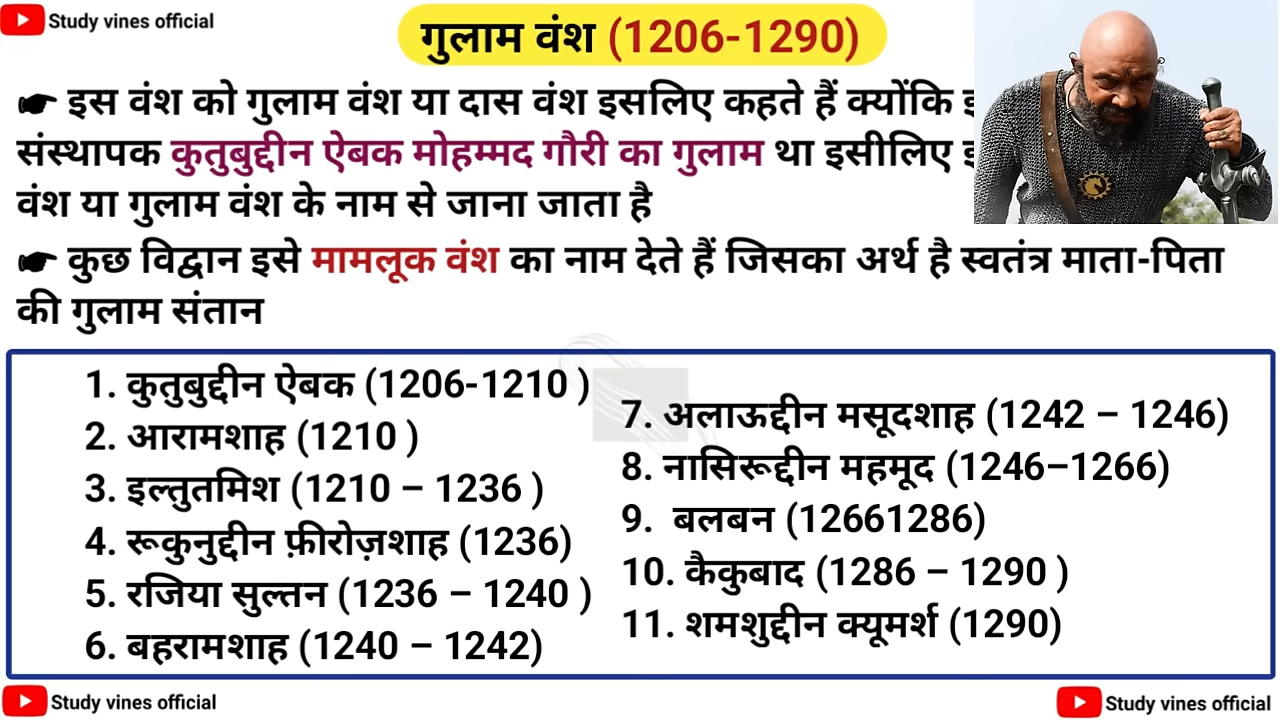 Study vines official
गुलाम वंश (1206-1290)
☛ इस वंश को गुलाम वंश या दास वंश इसलिए कहते हैं क्योंकि
संस्थापक कुतुबुद्दीन ऐबक मोहम्मद गौरी का गुलाम था इसीलिए
वंश या गुलाम वंश के नाम से जाना जाता है
☛ कुछ विद्वान इसे मामलूक वंश का नाम देते हैं जिसका अर्थ है स्वतंत्र माता-पिता
की गुलाम संतान
1. कुतुबुद्दीन ऐबक (1206-1210 )
2. आरामशाह (1210 )
3. इल्तुतमिश (1210 – 1236 )
4. रूकुनुद्दीन फ़ीरोज़शाह (1236)
5. रजिया सुल्तन (1236 – 1240 )
6. बहरामशाह (1240 – 1242)
7. अलाऊद्दीन मसूदशाह (1242 – 1246)
8. नासिरूद्दीन महमूद (1246–1266)
9. बलबन (12661286)
10. कैकुबाद (1286 – 1290 )
11. शमशुद्दीन क्यूमर्श (1290)
Study vines official
Study vines official